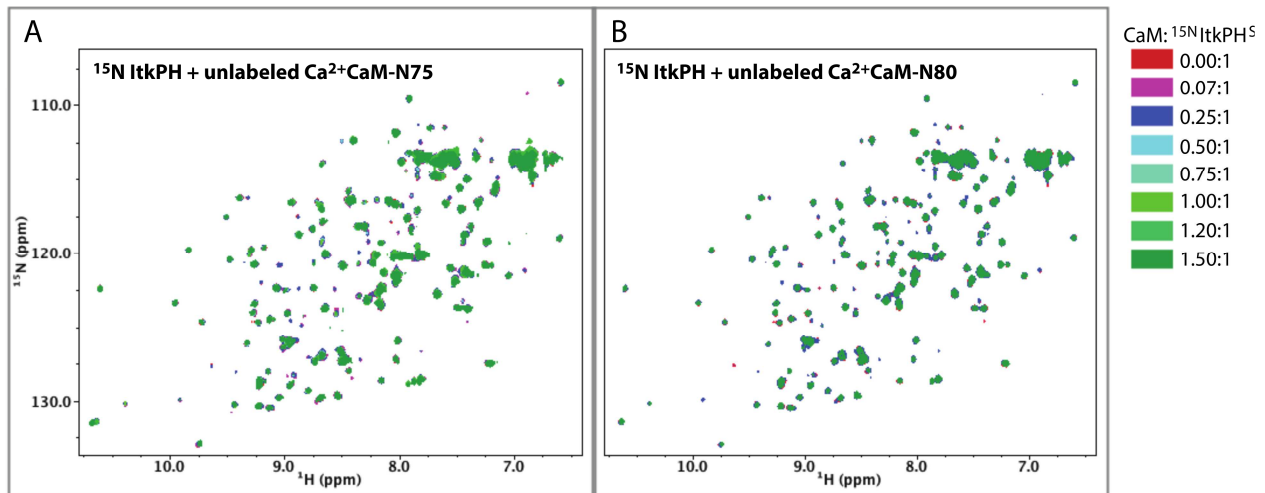 A
¹⁵N ItkPH + unlabeled Ca²⁺CaM-N75
110.0
120.0
130.0
¹⁵N (ppm)
10.0 9.0 8.0 7.0
¹H (ppm)
B
¹⁵N ItkPH + unlabeled Ca²⁺CaM-N80
10.0 9.0 8.0 7.0
¹H (ppm)
CaM: ¹⁵NItkPHˢ
0.00:1
0.07:1
0.25:1
0.50:1
0.75:1
1.00:1
1.20:1
1.50:1